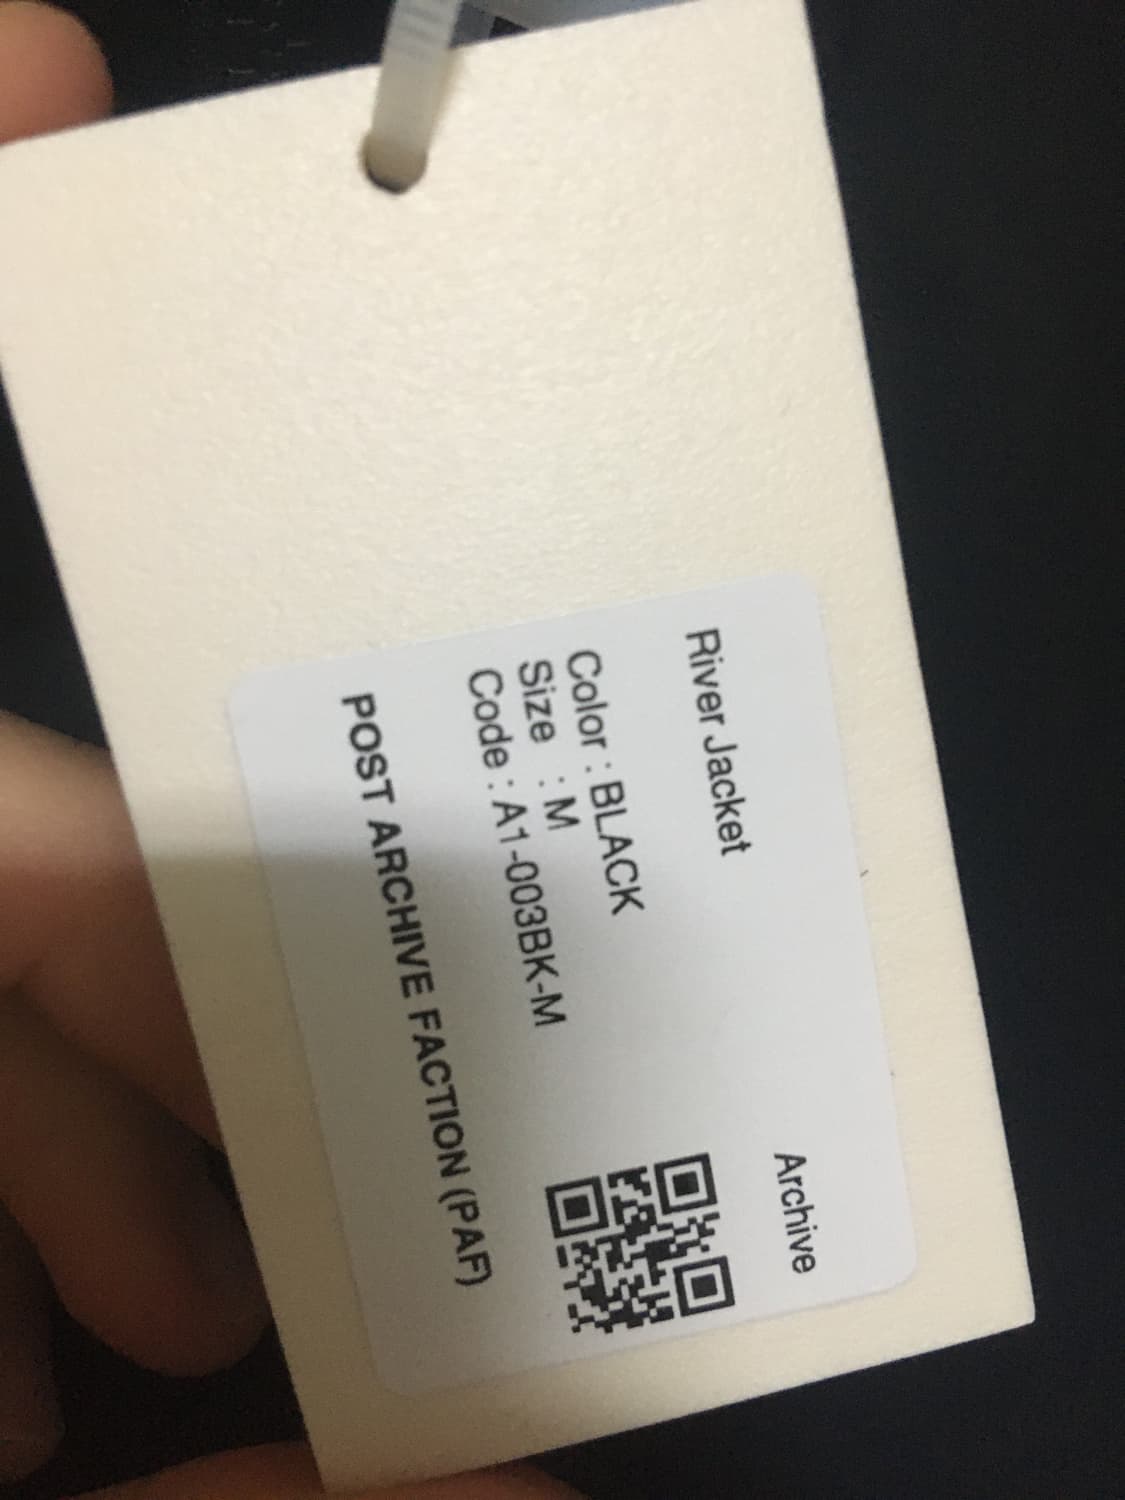 River Jacket
Archive
Color : BLACK
Size : M
Code : A1-003BK-M
POST ARCHIVE FACTION (PAF)